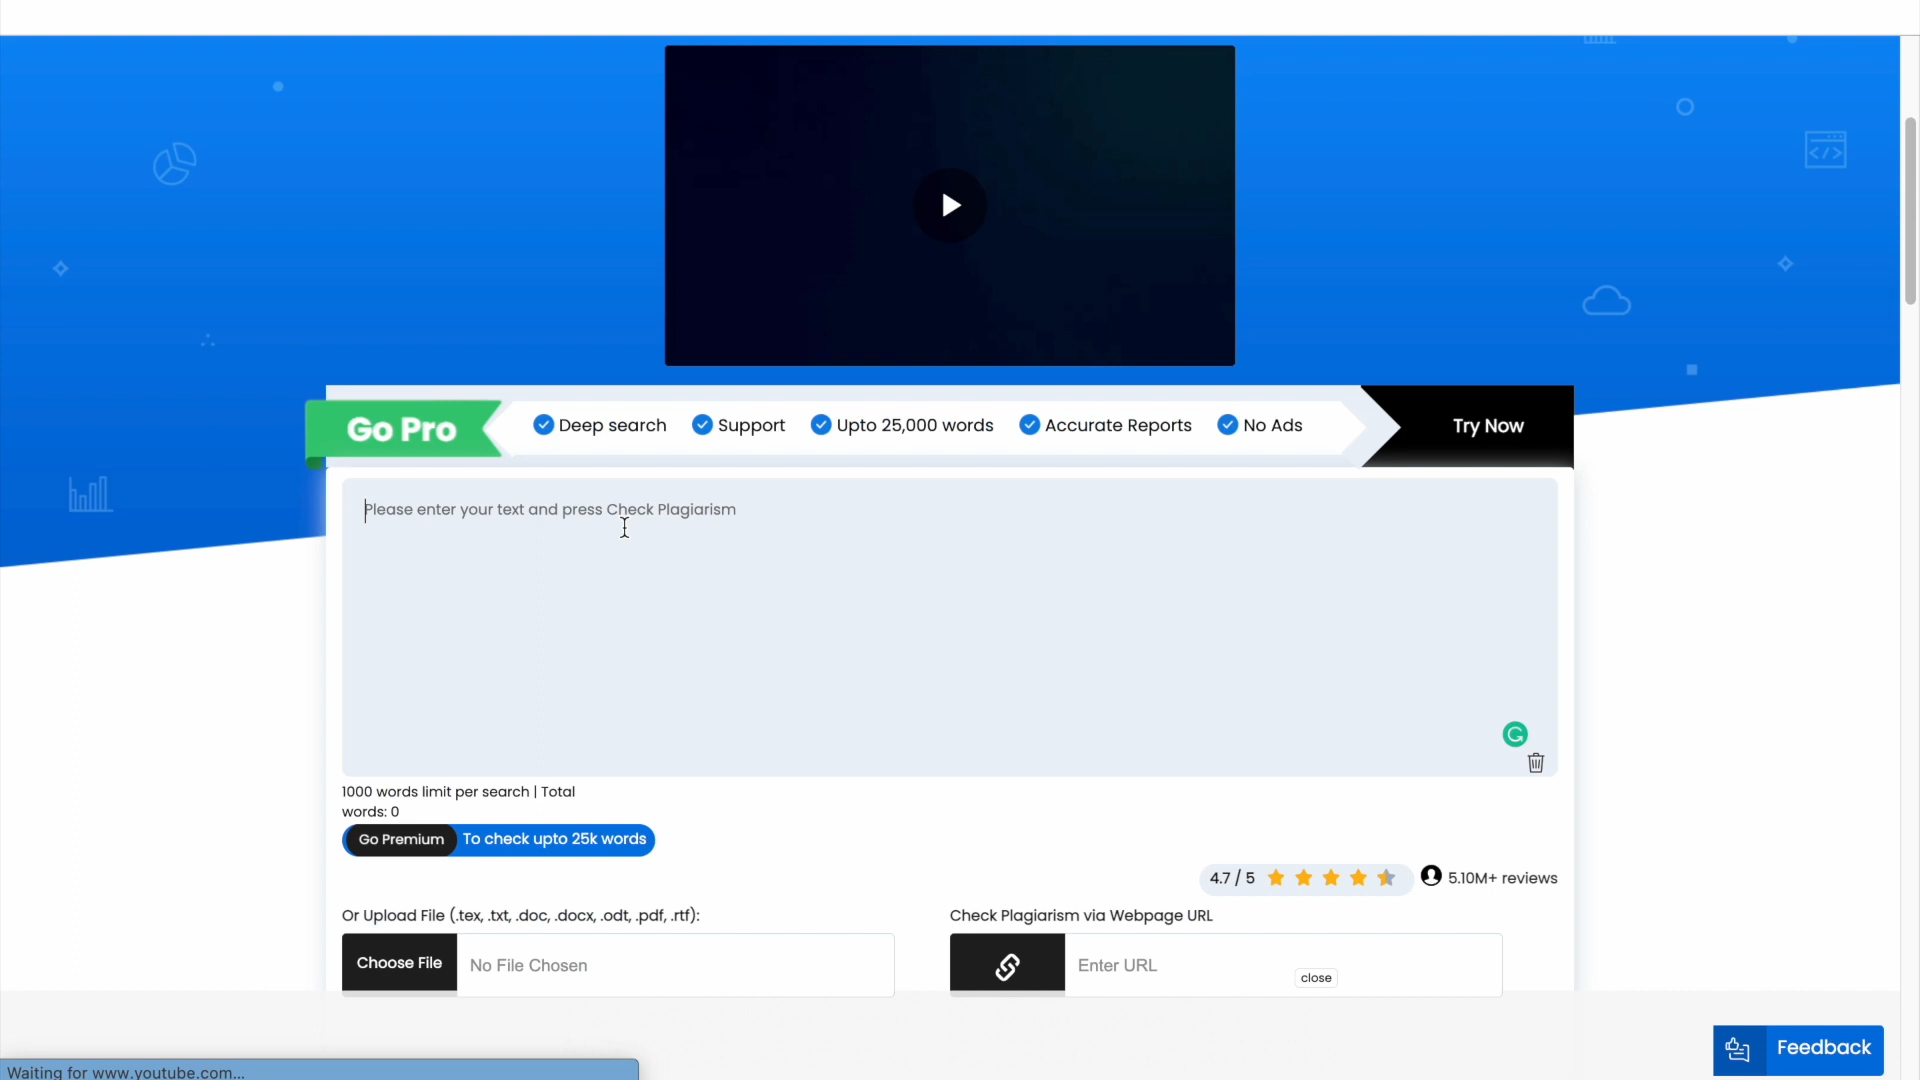 Go Pro
Deep search
Support
Upto 25,000 words
Accurate Reports
No Ads
Try Now
Please enter your text and press Check Plagiarism
1000 words limit per search | Total
words: 0
Go Premium To check upto 25k words
4.7 / 5
5.10M+ reviews
Or Upload File (.tex, .txt, .doc, .docx, .odt, .pdf, .rtf):
Check Plagiarism via Webpage URL
Choose File
No File Chosen
Enter URL
close
Feedback
Waiting for www.youtube.com...